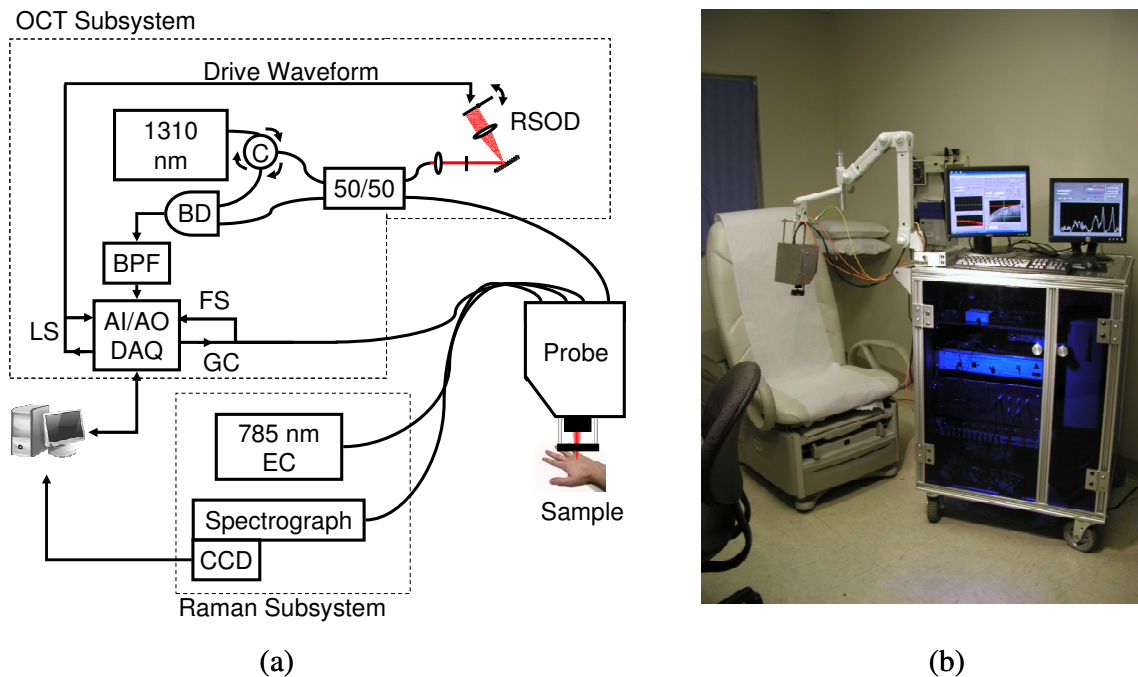 OCT Subsystem
Drive Waveform
RSOD
1310
nm
C
50/50
BD
BPF
FS
LS
AI/AO
DAQ
GC
Probe
785 nm
EC
Spectrograph
CCD
Raman Subsystem
Sample
(a)
(b)